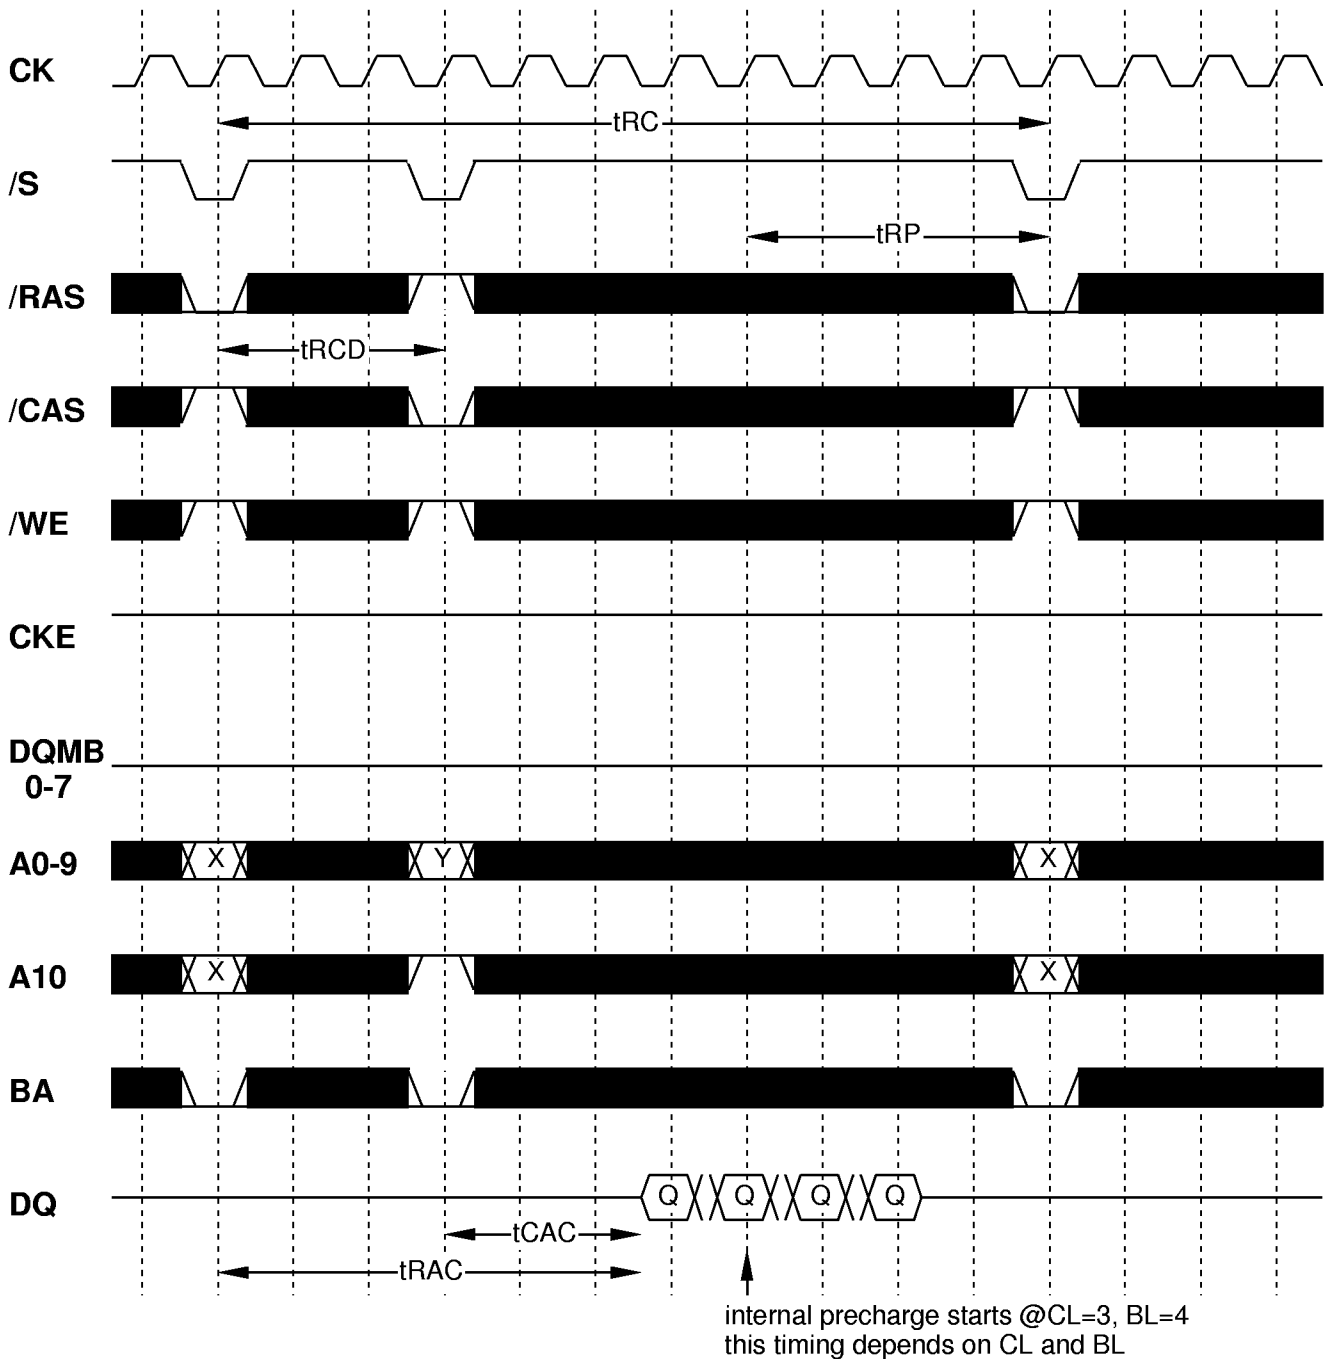 CK
tRC
/S
tRP
/RAS
tRCD
/CAS
/WE
CKE
DQMB
0-7
A0-9 X Y X
A10 X X
BA
DQ Q Q Q Q
tCAC
tRAC
internal precharge starts @CL=3, BL=4
this timing depends on CL and BL